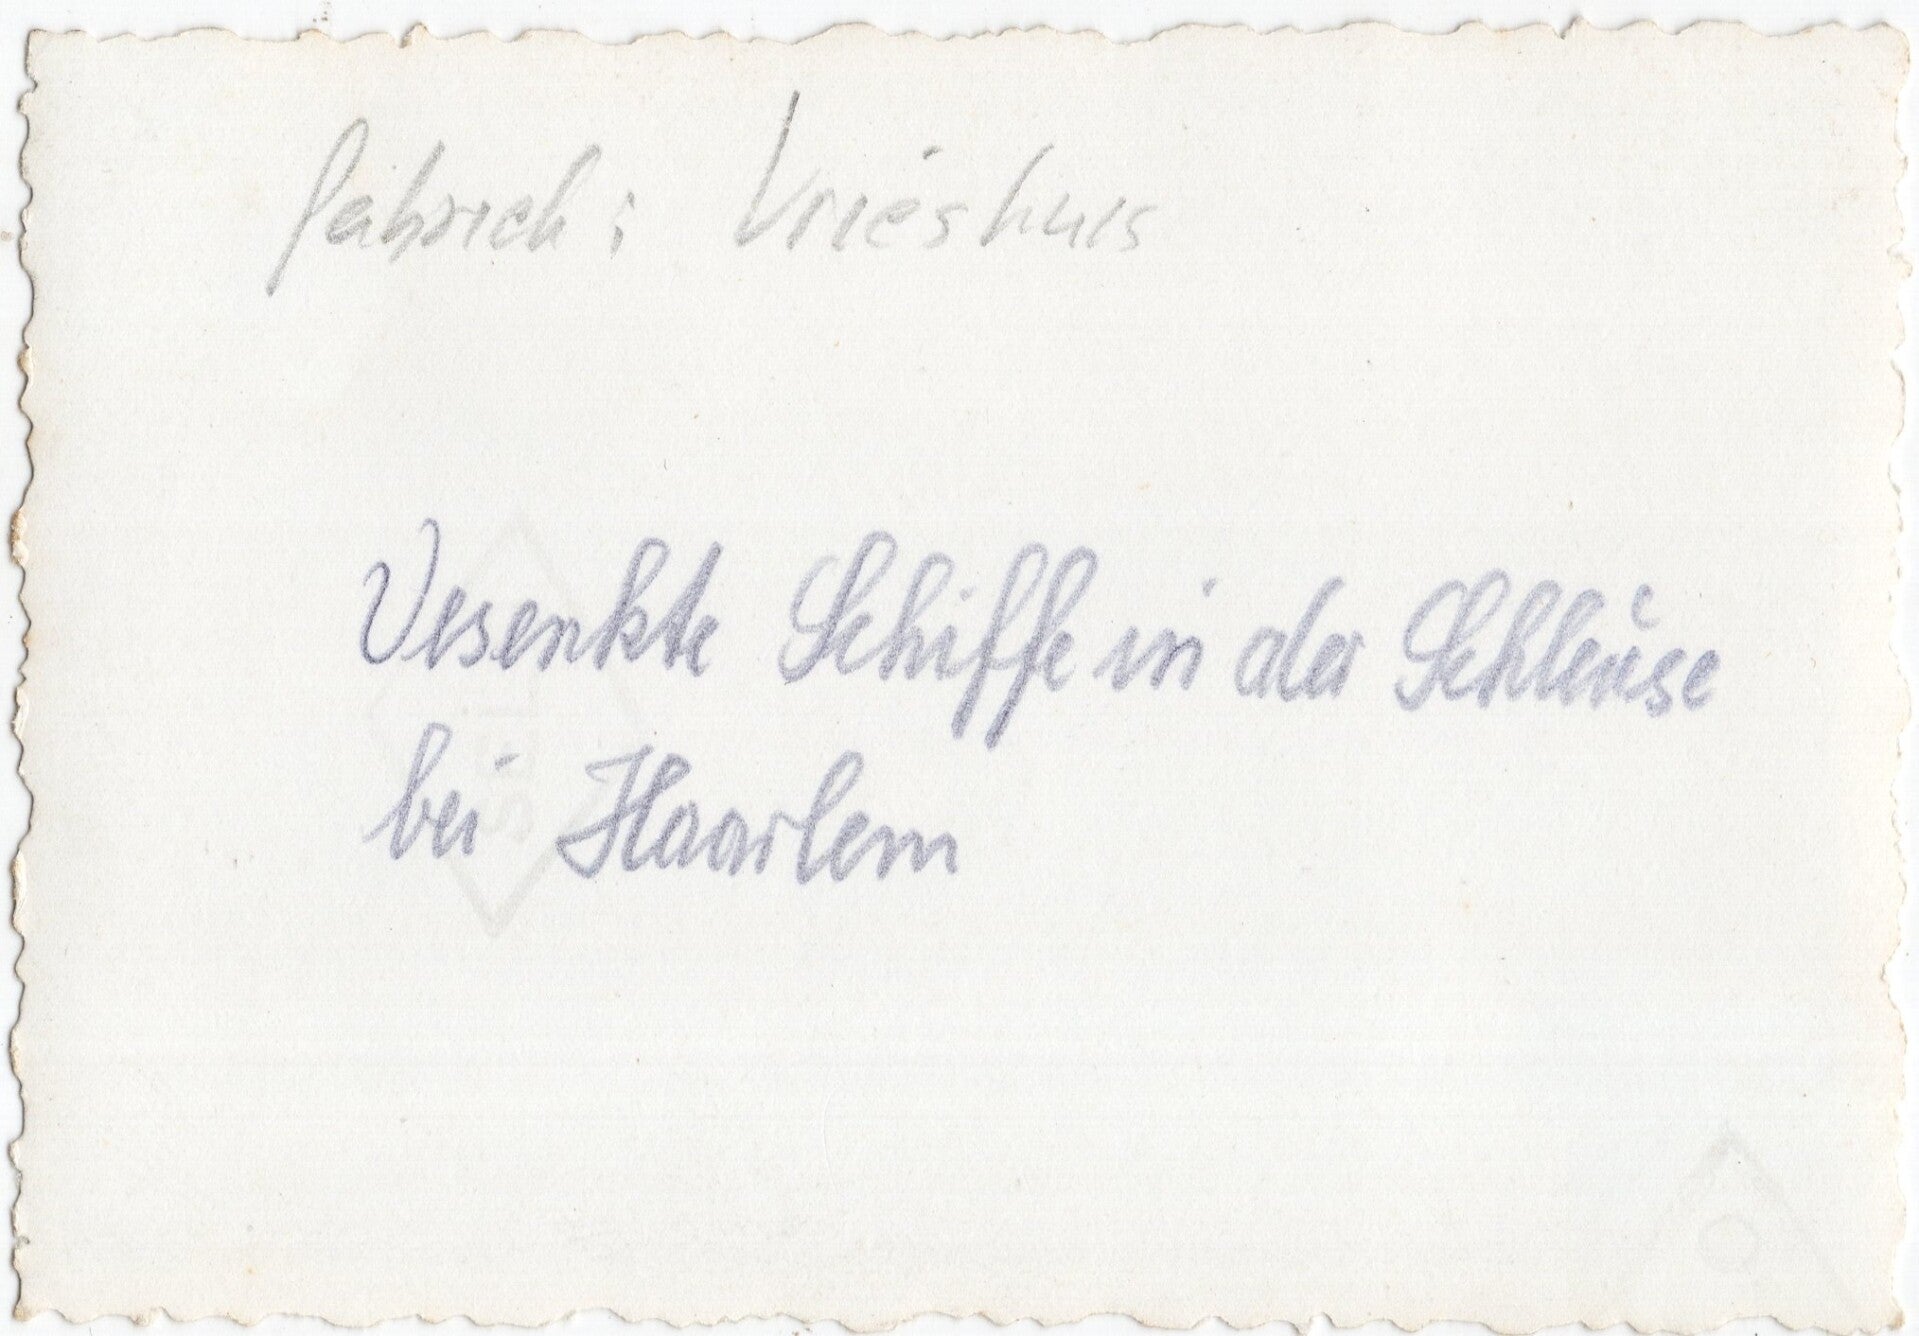 fabrick: Vrieshuis
Versenkte Schiffe in der Schleuse
bei Haarlem